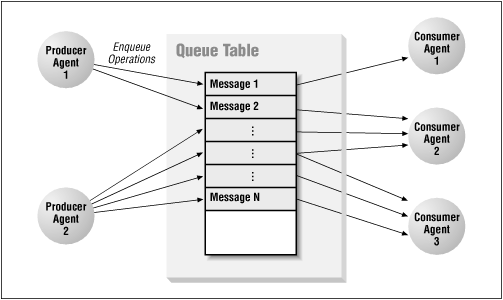 Producer
Agent
1
Enqueue
Operations
Queue Table
Message 1
Message 2
⋮
⋮
⋮
Message N
Producer
Agent
2
Consumer
Agent
1
Consumer
Agent
2
Consumer
Agent
3